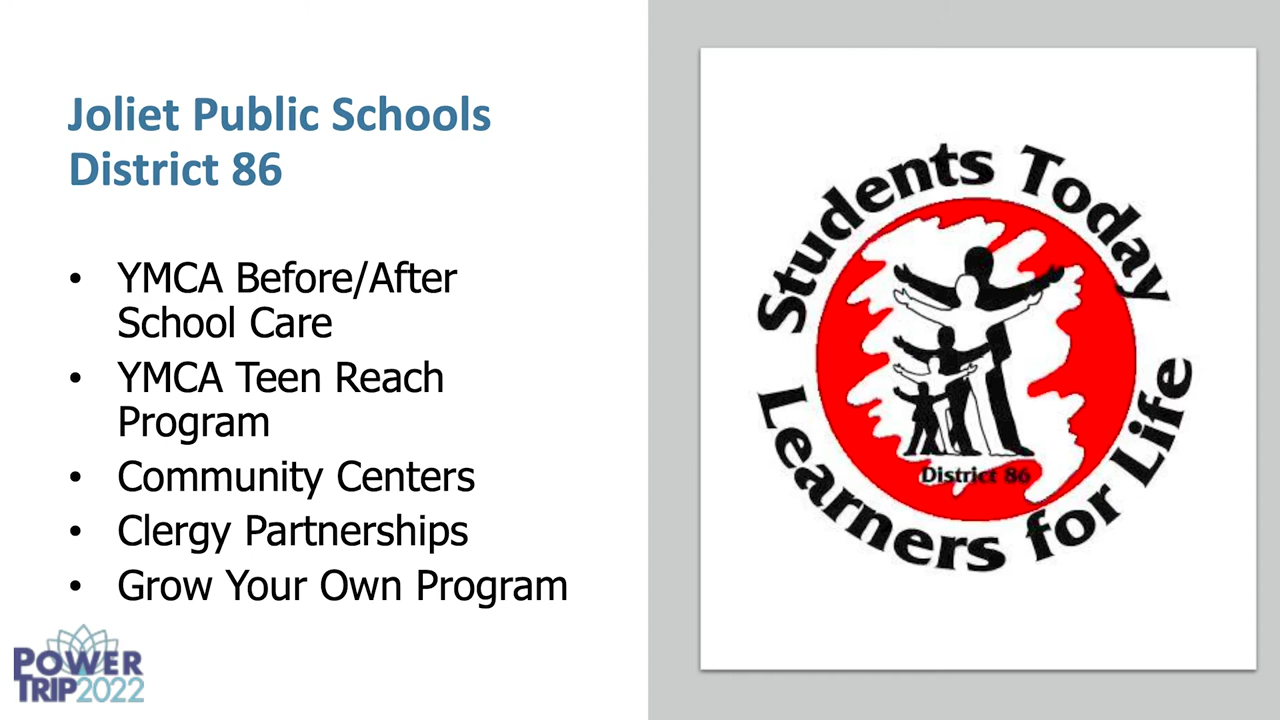 Joliet Public Schools
District 86
• YMCA Before/After
School Care
• YMCA Teen Reach
Program
• Community Centers
• Clergy Partnerships
• Grow Your Own Program
POWER
TRIP2022
Students Today
District 86
Learners for Life